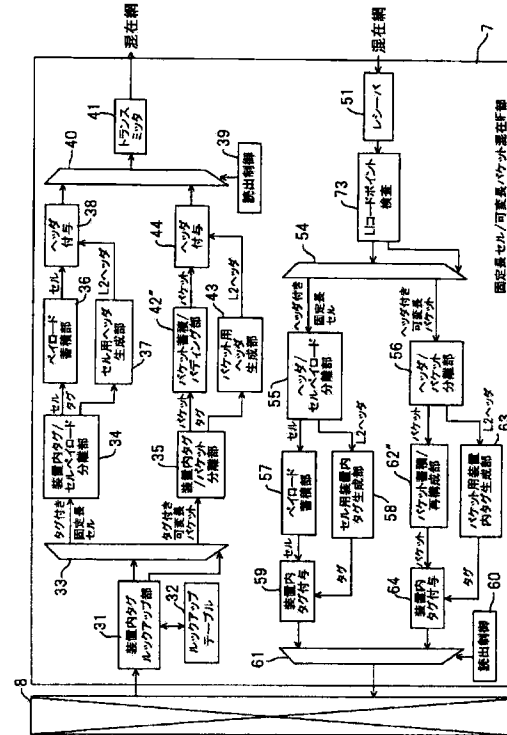 8
31
装置内タグ
ルックアップ部
32
ルックアップ
テーブル
33
タグ付き
固定長
セル
タグ付き
可変長
パケット
34
装置内タグ/
セルペイロード
分離部
セル
タグ
36
ペイロード
蓄積部
37
セル用ヘッダ
生成部
セル
L2ヘッダ
38
ヘッダ
付与
35
装置内タグ
/パケット
分離部
パケット
タグ
42"
パケット蓄積/
パディング部
43
パケット用ヘッダ
生成部
パケット
L2ヘッダ
44
ヘッダ
付与
39
読出制御
40
41
トランス
ミッタ
混在網
混在網
51
レシーバ
73
LIコードポイント
検査
54
ヘッダ付き
固定長
セル
ヘッダ付き
可変長
パケット
55
ヘッダ/
セルペイロード
分離部
セル
L2ヘッダ
57
ペイロード
蓄積部
58
セル用装置内
タグ生成部
セル
タグ
59
装置内
タグ付与
56
ヘッダ/
パケット
分離部
パケット
L2ヘッダ
62"
パケット蓄積/
再構成部
63
パケット用装置
内タグ生成部
パケット
タグ
64
装置内
タグ付与
60
読出制御
61
7
固定長セル/可変長パケット混在IF部